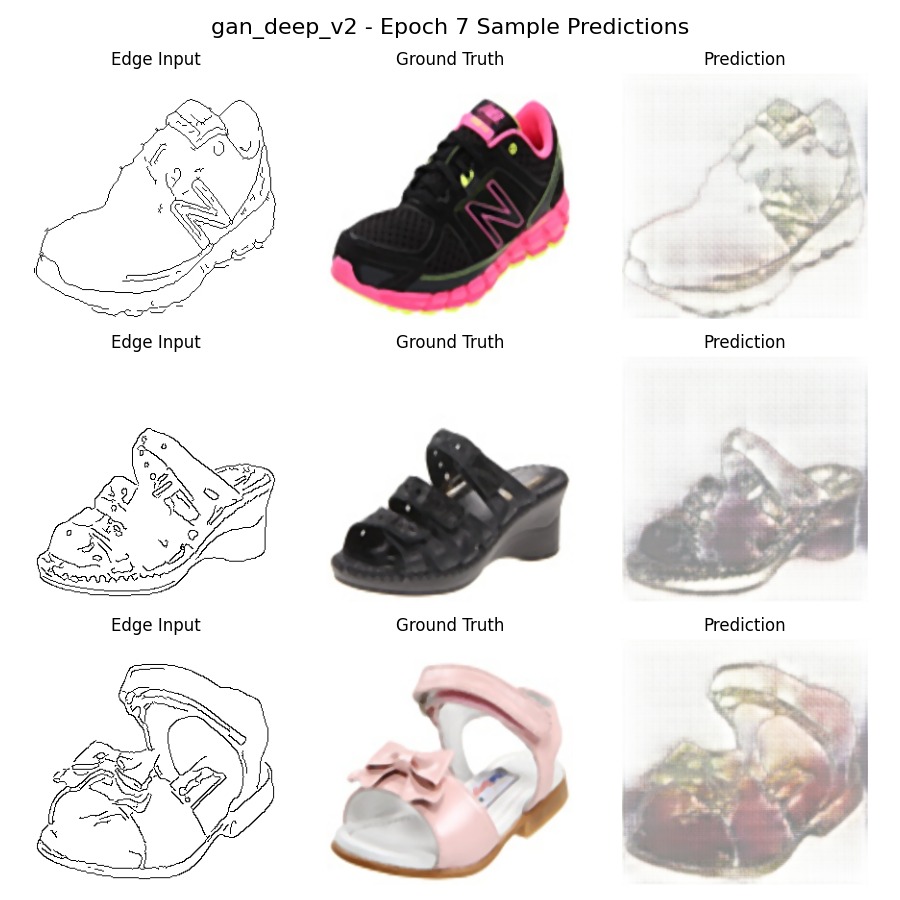 gan_deep_v2 - Epoch 7 Sample Predictions
Edge Input Ground Truth Prediction
N N
Edge Input Ground Truth Prediction
Edge Input Ground Truth Prediction